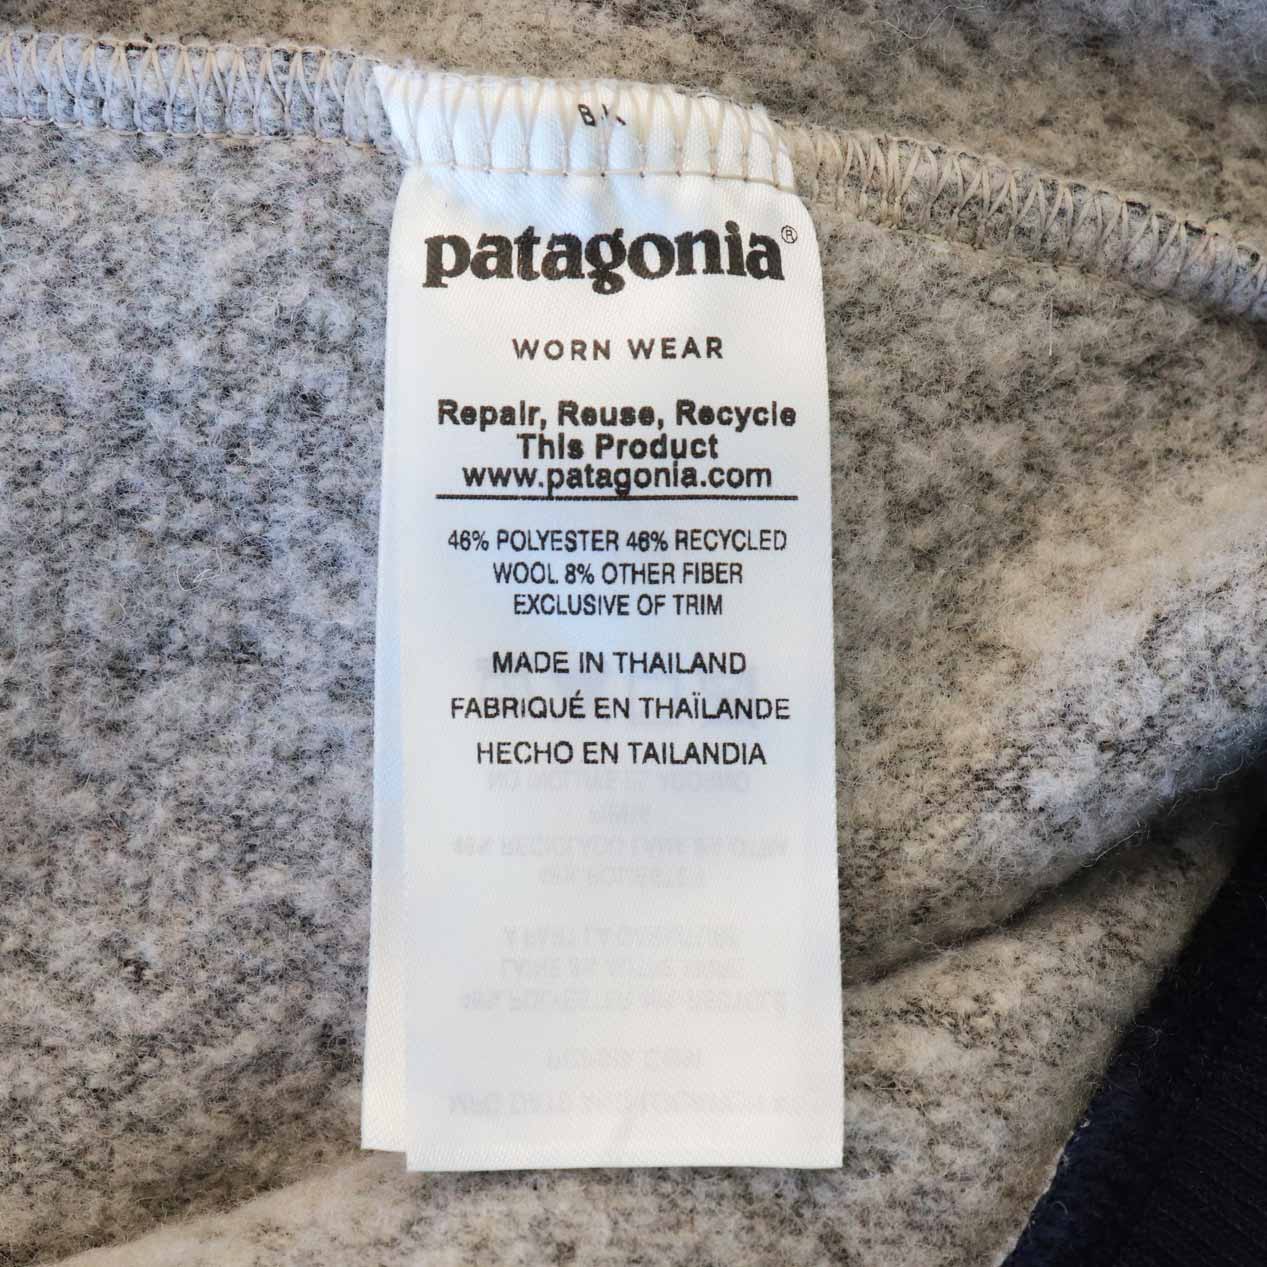 patagonia®
WORN WEAR
Repair, Reuse, Recycle
This Product
www.patagonia.com
46% POLYESTER 46% RECYCLED
WOOL 8% OTHER FIBER
EXCLUSIVE OF TRIM
MADE IN THAILAND
FABRIQUÉ EN THAÏLANDE
HECHO EN TAILANDIA